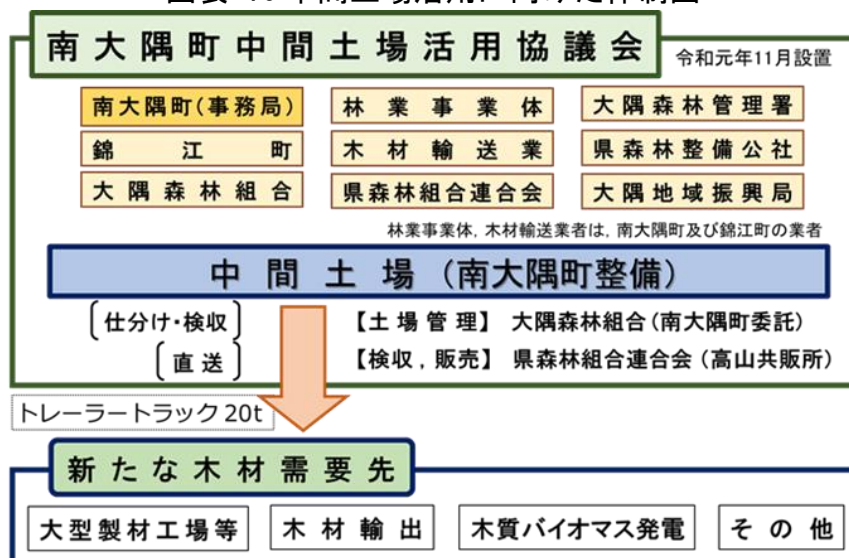 南大隅町中間土場活用協議会
令和元年11月設置
南大隅町(事務局) 林業事業体 大隅森林管理署
錦江町 木材輸送業 県森林整備公社
大隅森林組合 県森林組合連合会 大隅地域振興局
林業事業体，木材輸送業者は，南大隅町及び錦江町の業者
中間土場（南大隅町整備）
〔仕分け・検収〕 【土場管理】 大隅森林組合(南大隅町委託)
〔直送〕 【検収，販売】 県森林組合連合会(高山共販所)
トレーラートラック20t
新たな木材需要先
大型製材工場等 木材輸出 木質バイオマス発電 その他